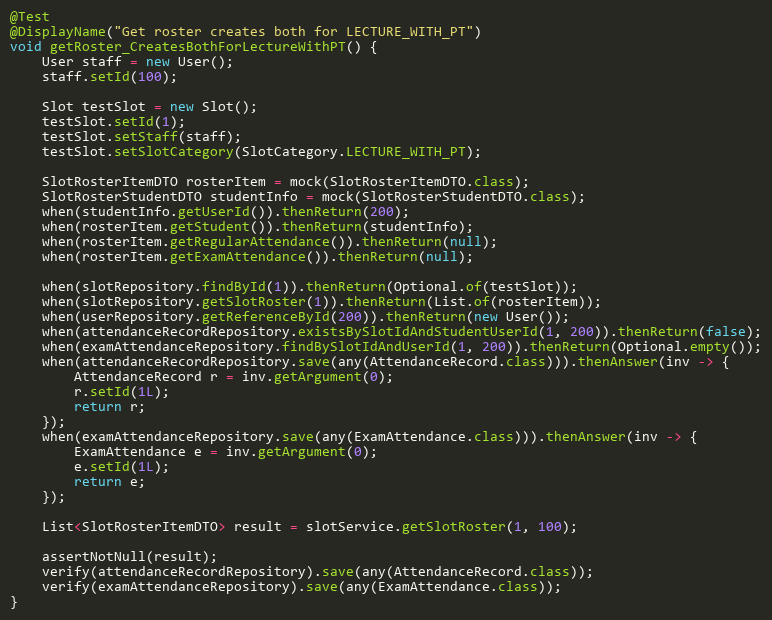 @Test
@DisplayName("Get roster creates both for LECTURE_WITH_PT")
void getRoster_CreatesBothForLectureWithPT() {
    User staff = new User();
    staff.setId(100);

    Slot testSlot = new Slot();
    testSlot.setId(1);
    testSlot.setStaff(staff);
    testSlot.setSlotCategory(SlotCategory.LECTURE_WITH_PT);

    SlotRosterItemDTO rosterItem = mock(SlotRosterItemDTO.class);
    SlotRosterStudentDTO studentInfo = mock(SlotRosterStudentDTO.class);
    when(studentInfo.getUserId()).thenReturn(200);
    when(rosterItem.getStudent()).thenReturn(studentInfo);
    when(rosterItem.getRegularAttendance()).thenReturn(null);
    when(rosterItem.getExamAttendance()).thenReturn(null);

    when(slotRepository.findById(1)).thenReturn(Optional.of(testSlot));
    when(slotRepository.getSlotRoster(1)).thenReturn(List.of(rosterItem));
    when(userRepository.getReferenceById(200)).thenReturn(new User());
    when(attendanceRecordRepository.existsBySlotIdAndStudentUserId(1, 200)).thenReturn(false);
    when(examAttendanceRepository.findBySlotIdAndUserId(1, 200)).thenReturn(Optional.empty());
    when(attendanceRecordRepository.save(any(AttendanceRecord.class))).thenAnswer(inv -> {
        AttendanceRecord r = inv.getArgument(0);
        r.setId(1L);
        return r;
    });
    when(examAttendanceRepository.save(any(ExamAttendance.class))).thenAnswer(inv -> {
        ExamAttendance e = inv.getArgument(0);
        e.setId(1L);
        return e;
    });

    List<SlotRosterItemDTO> result = slotService.getSlotRoster(1, 100);

    assertNotNull(result);
    verify(attendanceRecordRepository).save(any(AttendanceRecord.class));
    verify(examAttendanceRepository).save(any(ExamAttendance.class));
}